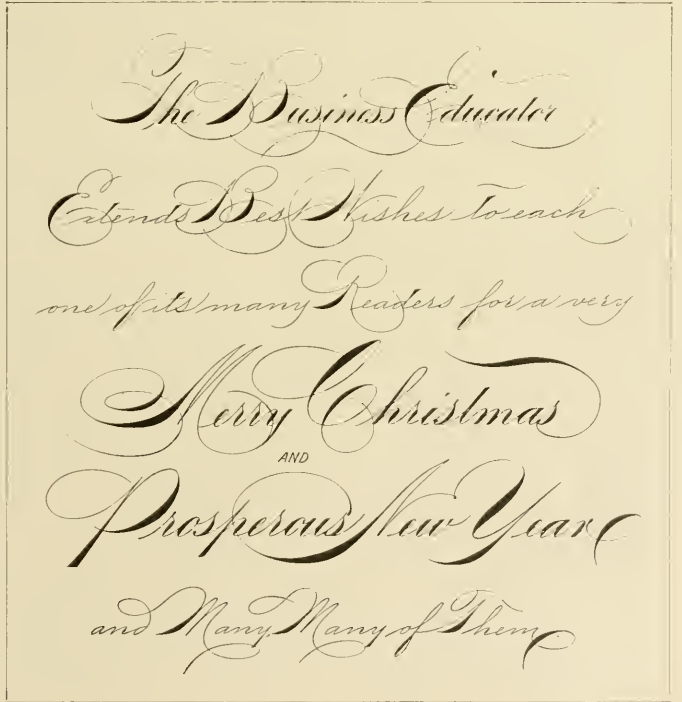 The Business Educator
Extends Best Wishes to each
one of its many Readers for a very
Merry Christmas
AND
Prosperous New Year
and Many, Many of Them